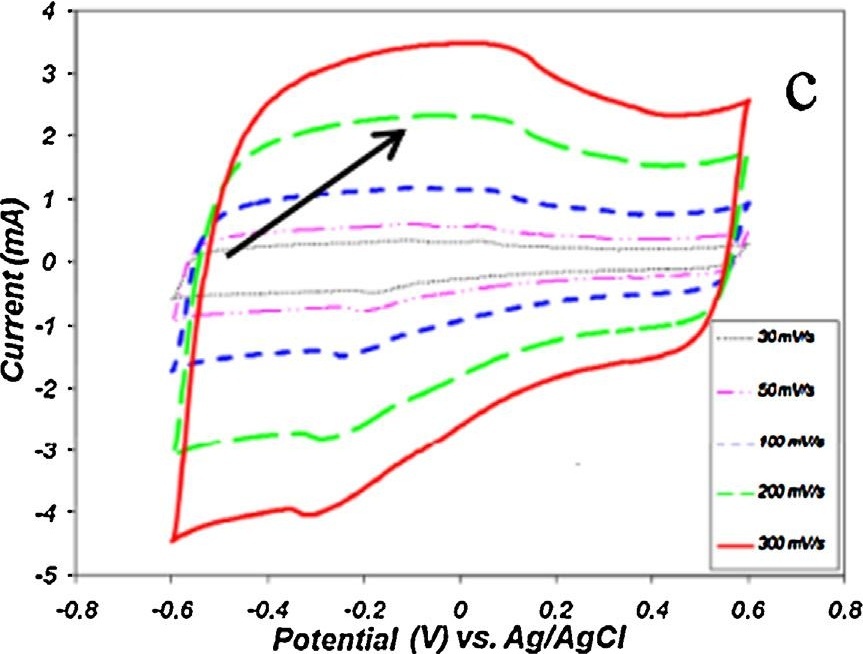 4
3
2
1
0
-1
-2
-3
-4
-5
Current (mA)
C
30 mV/s
50 mV/s
100 mV/s
200 mV/s
300 mV/s
-0.8 -0.6 -0.4 -0.2 0 0.2 0.4 0.6 0.8
Potential (V) vs. Ag/AgCl